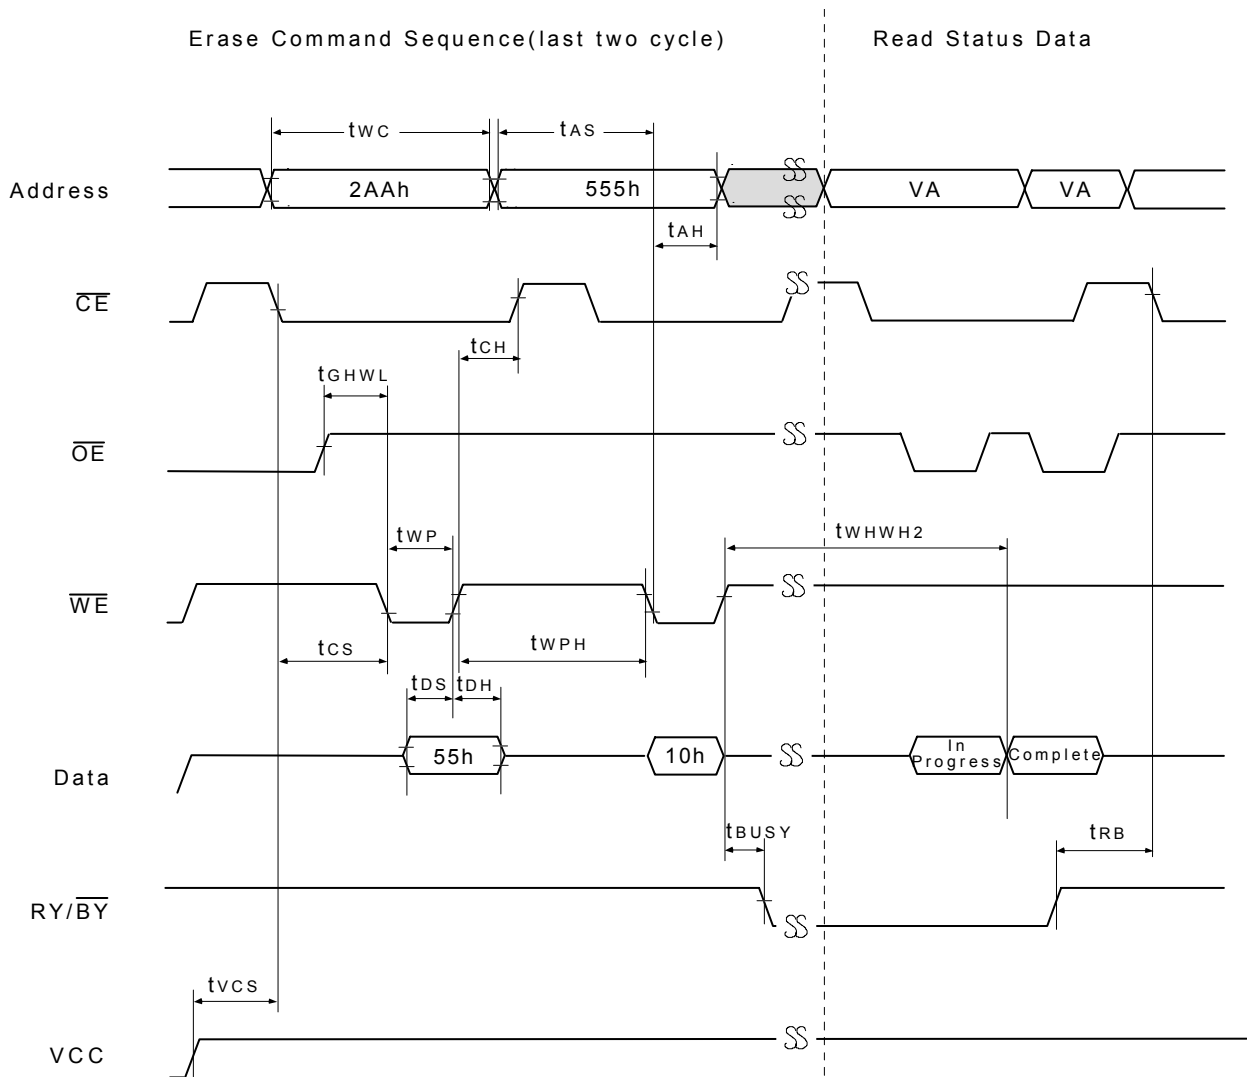 Erase Command Sequence(last two cycle) Read Status Data
tWC tAS
Address 2AAh 555h VA VA
tAH
CE
tCH
tGHWL
OE
tWP tWHWH2
WE
tCS tWPH
tDS tDH
Data 55h 10h In Progress Complete
tBUSY tRB
RY/BY
tVCS
VCC